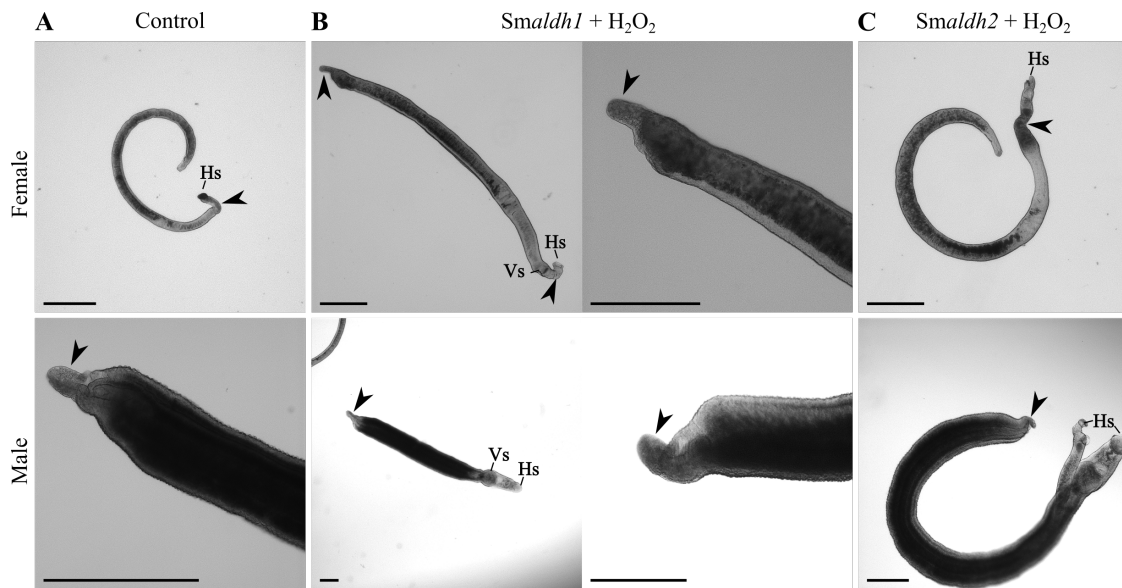 A Control B Smaldh1 + H₂O₂ C Smaldh2 + H₂O₂
Female
Hs
Vs Hs
Hs
Male
Vs Hs
Hs